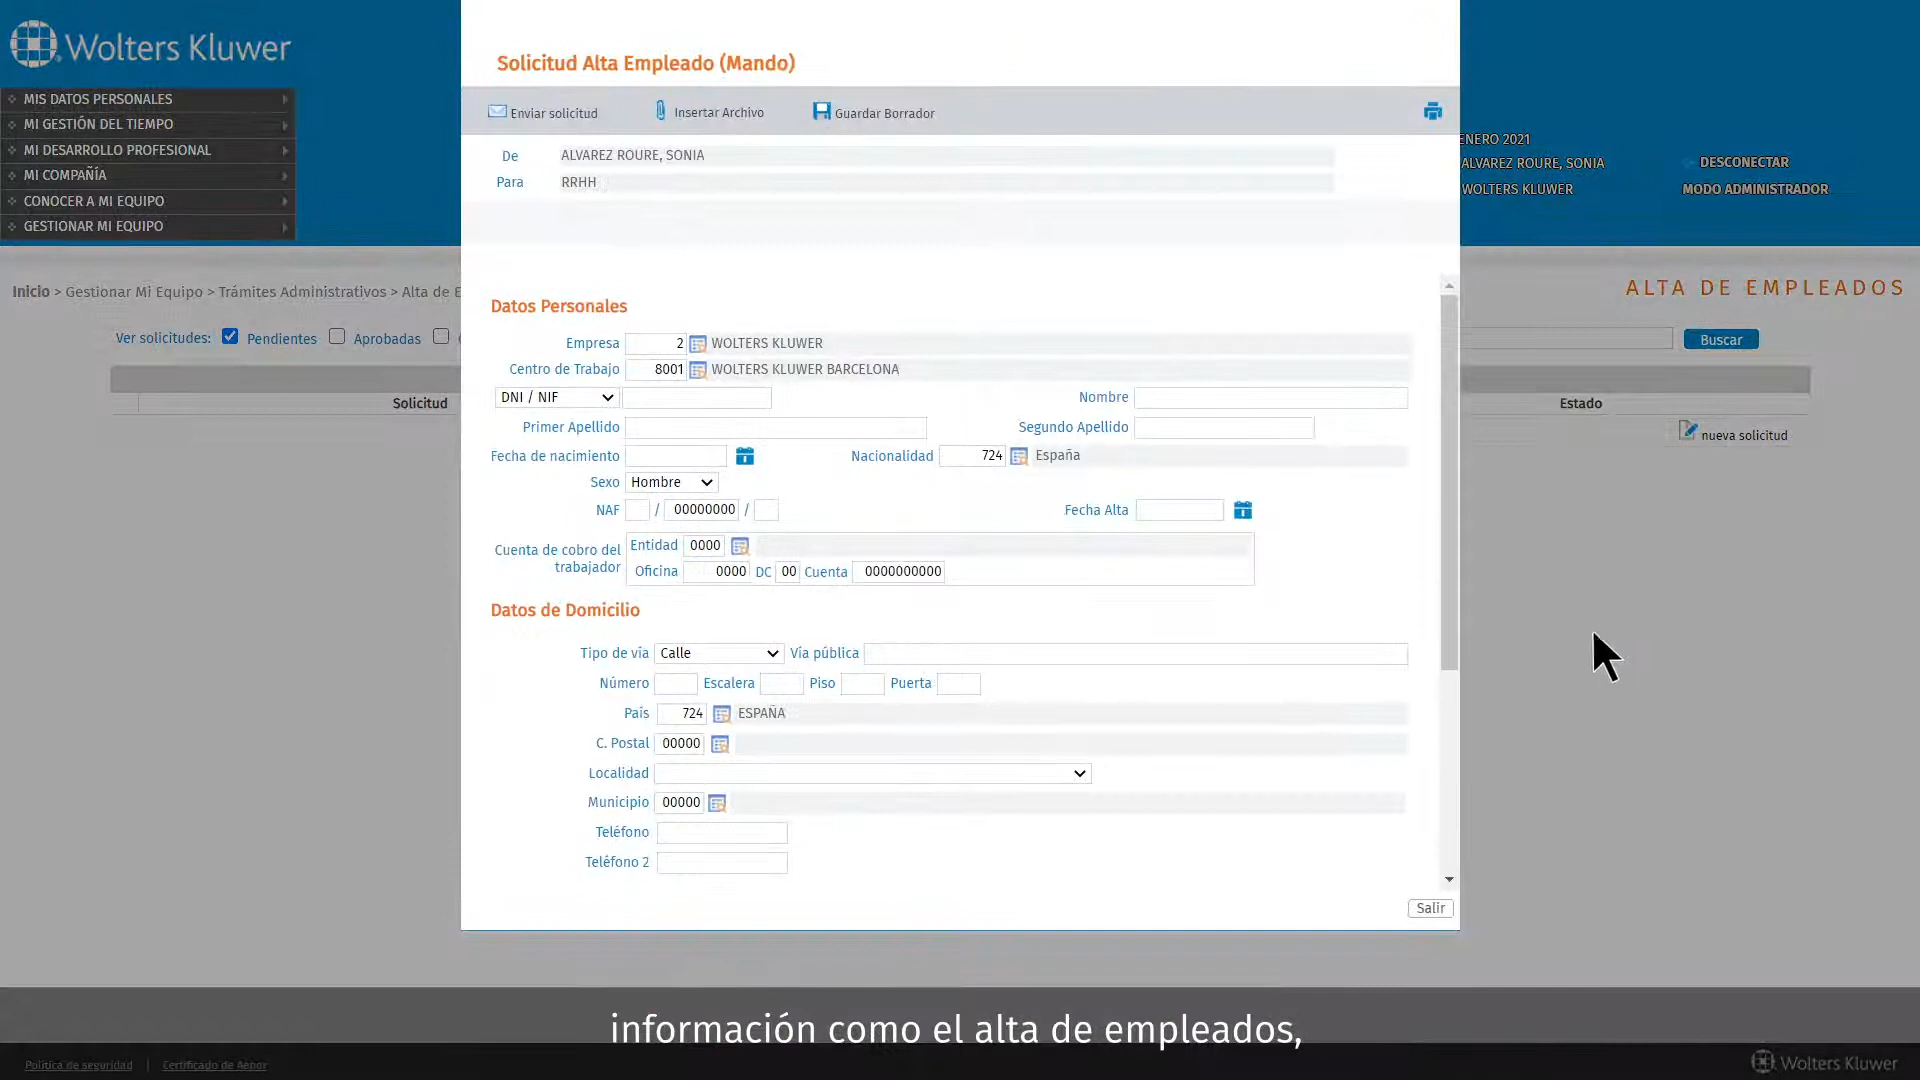 Wolters Kluwer
MIS DATOS PERSONALES
MI GESTIÓN DEL TIEMPO
MI DESARROLLO PROFESIONAL
MI COMPAÑÍA
CONOCER A MI EQUIPO
GESTIONAR MI EQUIPO
ENERO 2021
ALVAREZ ROURE, SONIA
DESCONECTAR
WOLTERS KLUWER
MODO ADMINISTRADOR
Inicio > Gestionar Mi Equipo > Trámites Administrativos > Alta de
ALTA DE EMPLEADOS
Ver solicitudes: Pendientes Aprobadas
Buscar
Solicitud
Estado
nueva solicitud
Solicitud Alta Empleado (Mando)
Enviar solicitud Insertar Archivo Guardar Borrador
De ALVAREZ ROURE, SONIA
Para RRHH
Datos Personales
Empresa 2 WOLTERS KLUWER
Centro de Trabajo 8001 WOLTERS KLUWER BARCELONA
DNI / NIF Nombre
Primer Apellido Segundo Apellido
Fecha de nacimiento Nacionalidad 724 España
Sexo Hombre
NAF / 00000000 / Fecha Alta
Cuenta de cobro del trabajador
Entidad 0000
Oficina 0000 DC 00 Cuenta 0000000000
Datos de Domicilio
Tipo de vía Calle Vía pública
Número Escalera Piso Puerta
País 724 ESPAÑA
C. Postal 00000
Localidad
Municipio 00000
Teléfono
Teléfono 2
Salir
información como el alta de empleados,
Política de seguridad | Certificado de Aenor
Wolters Kluwer